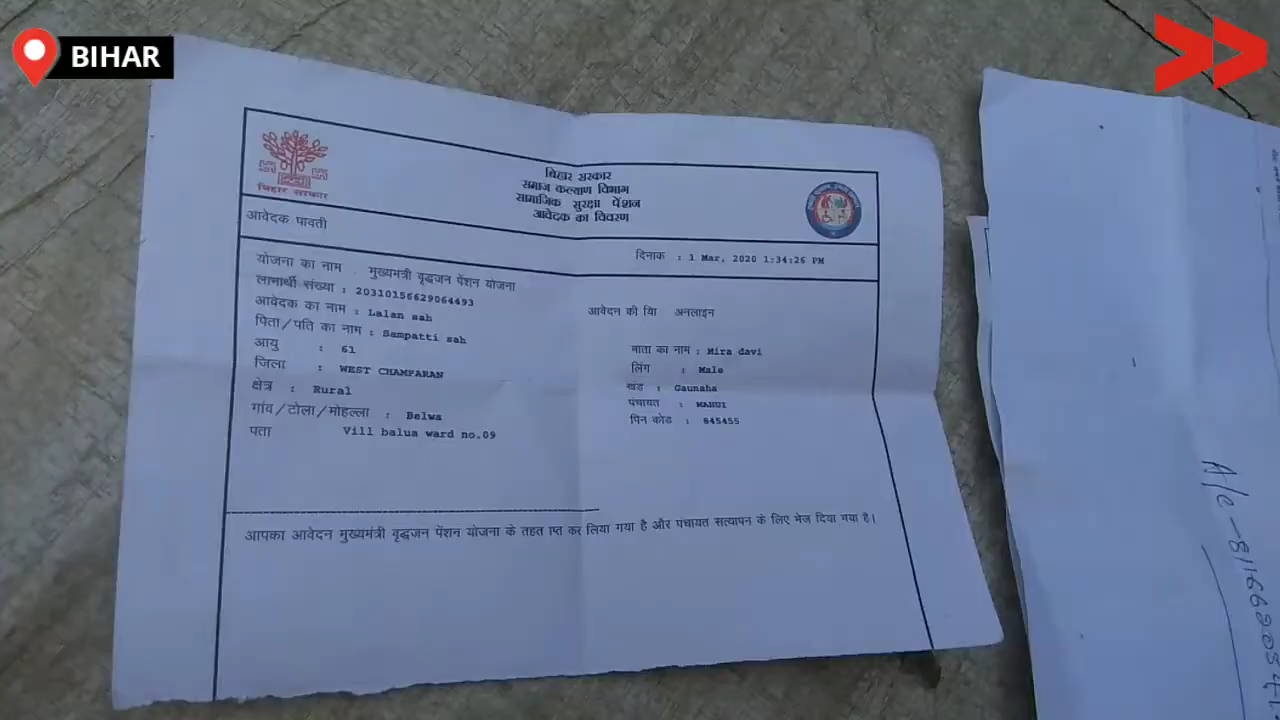 BIHAR
बिहार सरकार
बिहार सरकार
समाज कल्याण विभाग
सामाजिक सुरक्षा पेंशन
आवेदक का विवरण
आवेदक पावती
दिनाक : 1 Mar, 2020 1:34:26 PM
योजना का नाम मुख्यमंत्री वृद्धजन पेंशन योजना
लाभार्थी संख्या : 20310156629064493
आवेदन की थिा अनलाइन
आवेदक का नाम : Lalan sah
पिता/पति का नाम : Sampatti sah
माता का नाम : Mira davi
आयु : 61
लिंग : Male
जिला : WEST CHAMPARAN
खंड : Gaunaha
क्षेत्र : Rural
पंचायत : MAHUI
गांव/टोला/मोहल्ला : Belwa
पिन कोड : 845455
पता Vill balua ward no.09
आपका आवेदन मुख्यमंत्री वृद्धजन पेंशन योजना के तहत ाप्त कर लिया गया है और पंचायत सत्यापन के लिए भेज दिया गया है।
A/c -